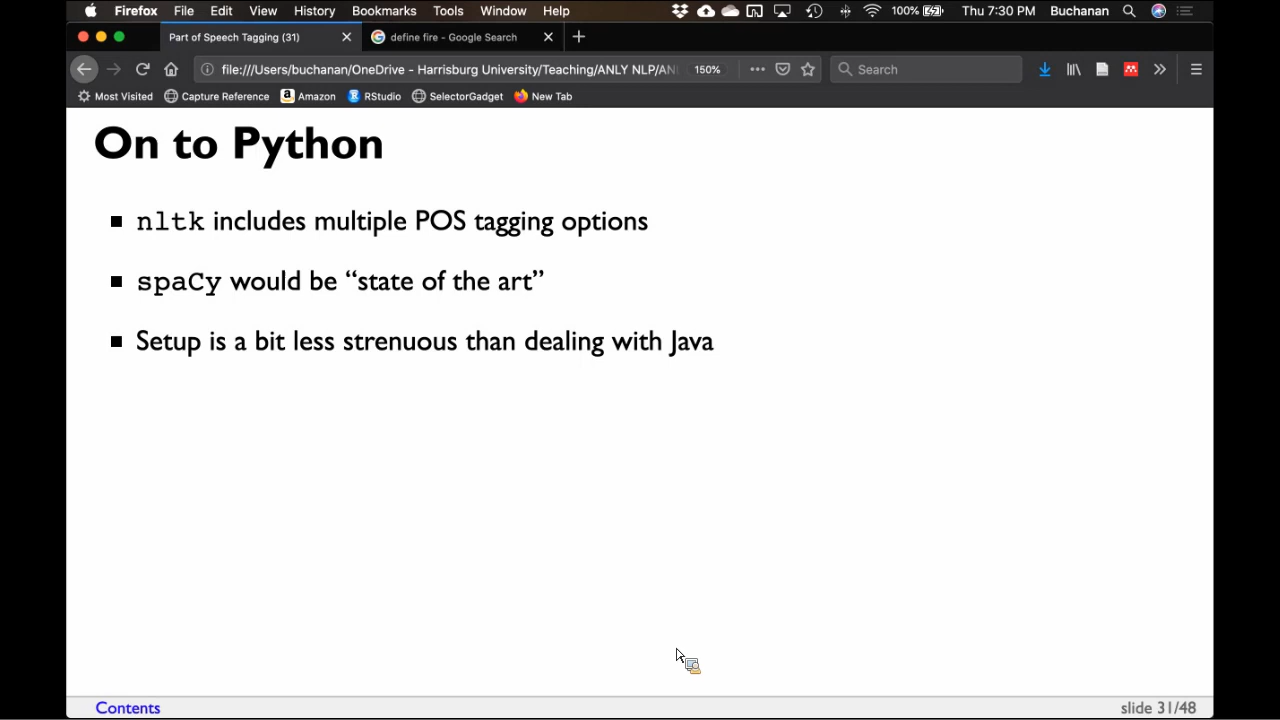 Firefox File Edit View History Bookmarks Tools Window Help 100% Thu 7:30 PM Buchanan
Part of Speech Tagging (31) define fire - Google Search
file:///Users/buchanan/OneDrive - Harrisburg University/Teaching/ANLY NLP/AN 150% Search
Most Visited Capture Reference Amazon RStudio SelectorGadget New Tab
On to Python
nltk includes multiple POS tagging options
spaCy would be “state of the art”
Setup is a bit less strenuous than dealing with Java
Contents slide 31/48